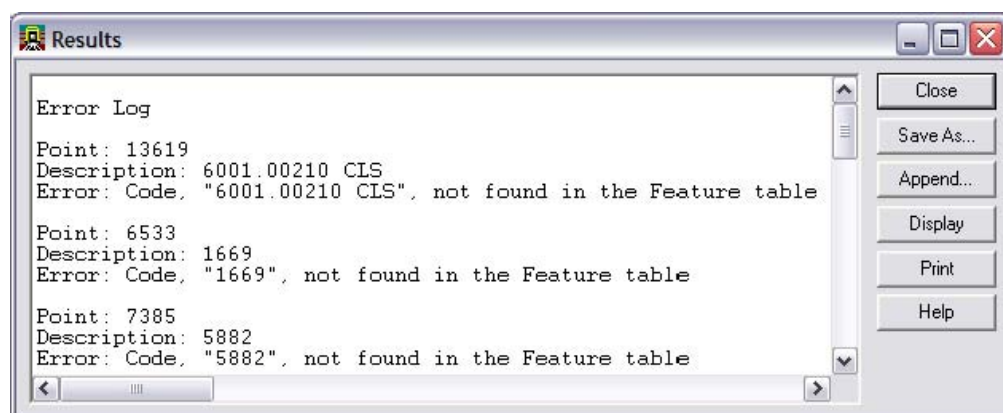 Results
Error Log
Point: 13619
Description: 6001.00210 CLS
Error: Code, "6001.00210 CLS", not found in the Feature table
Point: 6533
Description: 1669
Error: Code, "1669", not found in the Feature table
Point: 7385
Description: 5882
Error: Code, "5882", not found in the Feature table
Close
Save As...
Append...
Display
Print
Help